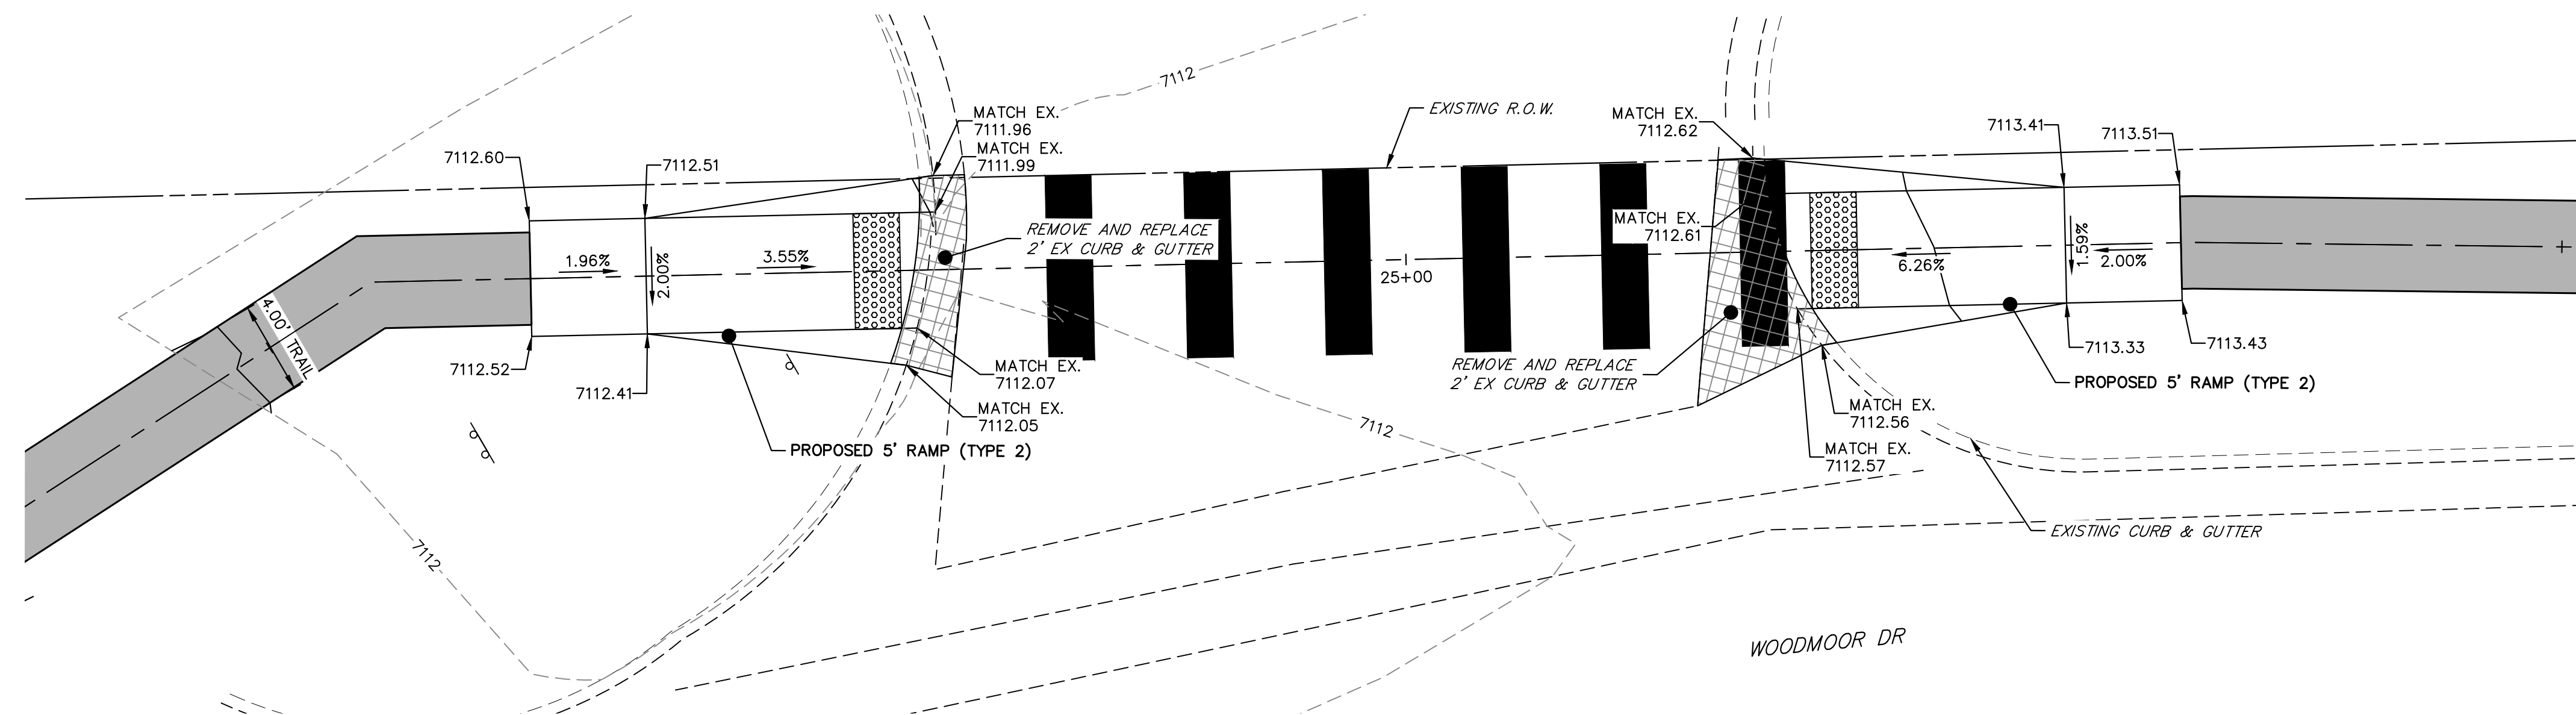 7112
MATCH EX.
7111.96
EXISTING R.O.W.
MATCH EX.
7112.62
7113.41
7113.51
7112.60
7112.51
MATCH EX.
7111.99
MATCH EX.
7112.61
REMOVE AND REPLACE
2' EX CURB & GUTTER
1.96%
2.00%
3.55%
25+00
6.26%
1.59%
2.00%
4.00' TRAIL
7112.52
7112.41
MATCH EX.
7112.07
MATCH EX.
7112.05
PROPOSED 5' RAMP (TYPE 2)
7112
REMOVE AND REPLACE
2' EX CURB & GUTTER
7113.33
7113.43
PROPOSED 5' RAMP (TYPE 2)
MATCH EX.
7112.56
MATCH EX.
7112.57
7112
EXISTING CURB & GUTTER
WOODMOOR DR